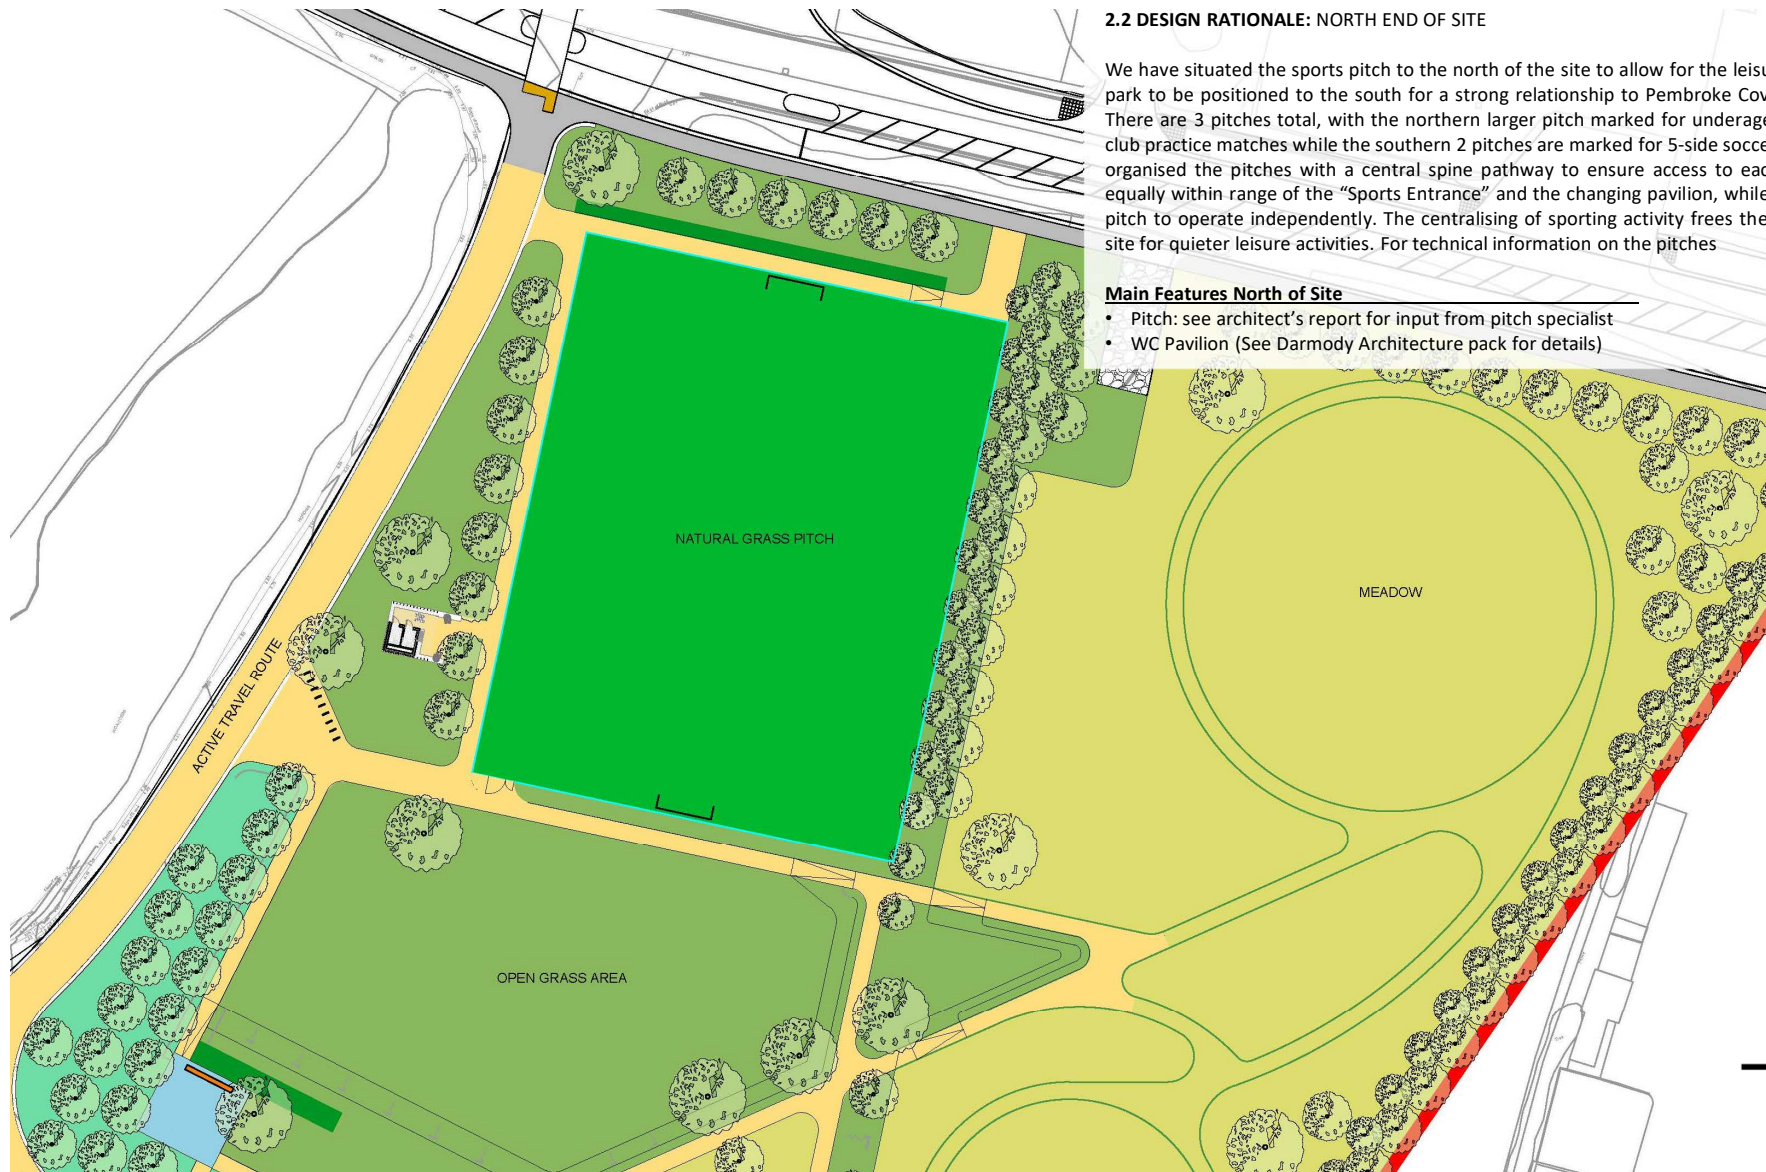 2.2 DESIGN RATIONALE: NORTH END OF SITE
We have situated the sports pitch to the north of the site to allow for the leisu
park to be positioned to the south for a strong relationship to Pembroke Cov
There are 3 pitches total, with the northern larger pitch marked for underage
club practice matches while the southern 2 pitches are marked for 5-side socce
organised the pitches with a central spine pathway to ensure access to eac
equally within range of the “Sports Entrance” and the changing pavilion, while
pitch to operate independently. The centralising of sporting activity frees the
site for quieter leisure activities. For technical information on the pitches
Main Features North of Site
• Pitch: see architect’s report for input from pitch specialist
• WC Pavilion (See Darmody Architecture pack for details)
NATURAL GRASS PITCH
MEADOW
ACTIVE TRAVEL ROUTE
OPEN GRASS AREA